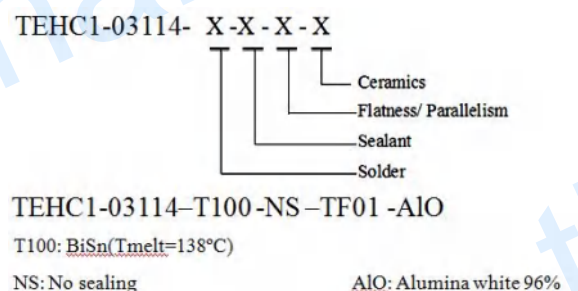 TEHC1-03114- X -X - X - X
Ceramics
Flatness/ Parallelism
Sealant
Solder
TEHC1-03114–T100 -NS –TF01 -AlO
T100: BiSn(Tmelt=138ºC)
NS: No sealing AlO: Alumina white 96%